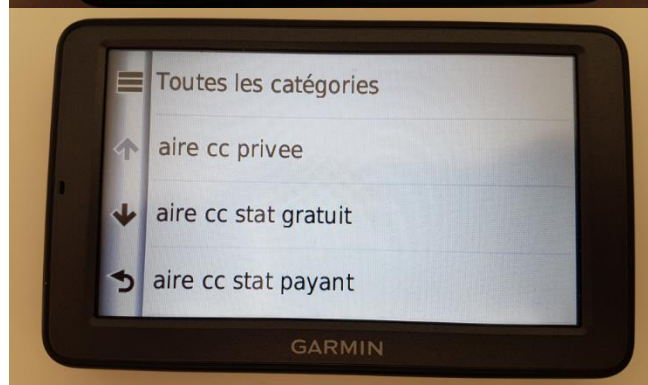 Toutes les catégories
aire cc privee
aire cc stat gratuit
aire cc stat payant
GARMIN